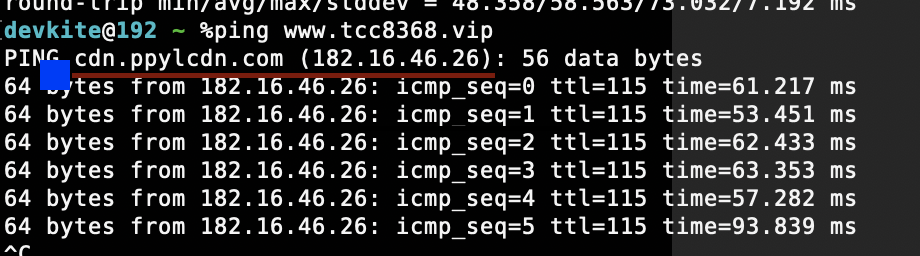 round-trip min/avg/max/stddev = 48.358/58.563/73.032/7.192 ms
[devkite@192 ~ %ping www.tcc8368.vip
PING cdn.ppylcdn.com (182.16.46.26): 56 data bytes
64 bytes from 182.16.46.26: icmp_seq=0 ttl=115 time=61.217 ms
64 bytes from 182.16.46.26: icmp_seq=1 ttl=115 time=53.451 ms
64 bytes from 182.16.46.26: icmp_seq=2 ttl=115 time=62.433 ms
64 bytes from 182.16.46.26: icmp_seq=3 ttl=115 time=63.353 ms
64 bytes from 182.16.46.26: icmp_seq=4 ttl=115 time=57.282 ms
64 bytes from 182.16.46.26: icmp_seq=5 ttl=115 time=93.839 ms
^C